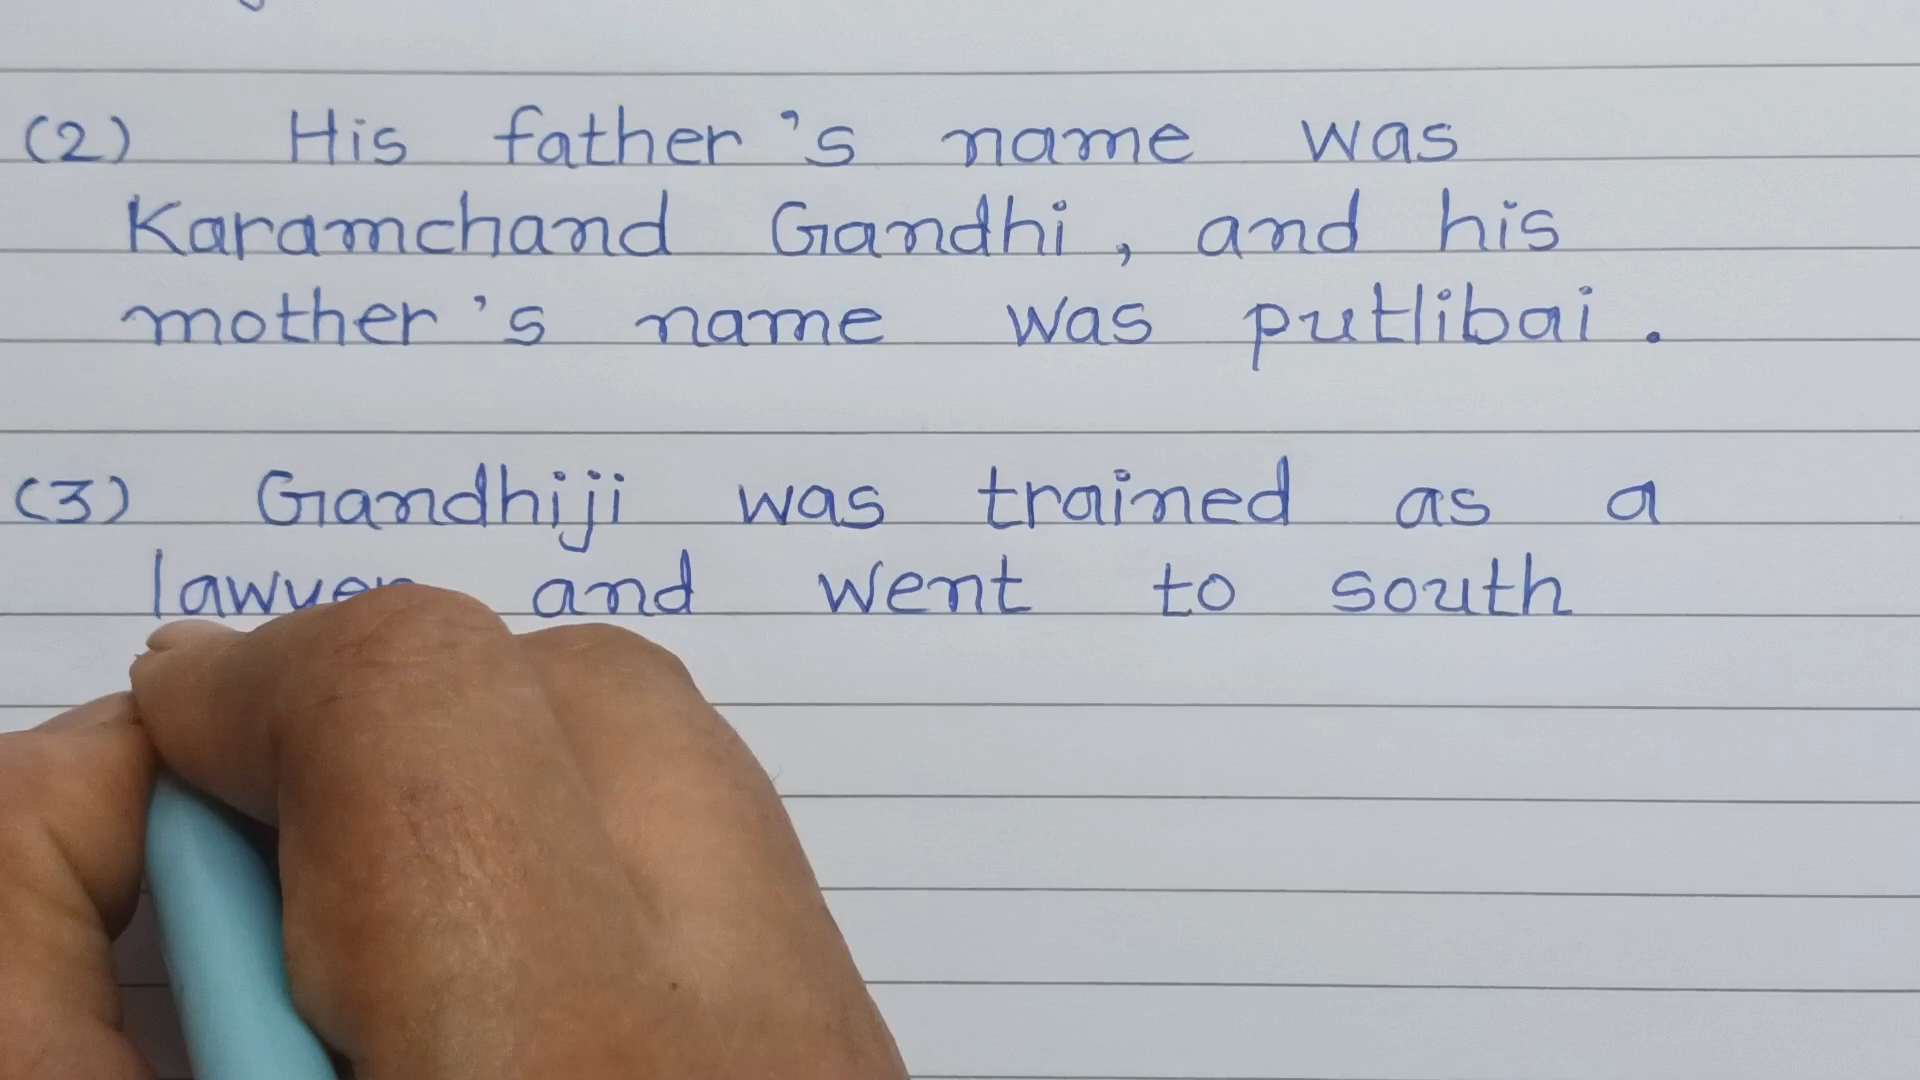 (2) His father's name was
Karamchand Gandhi, and his
mother's name was putlibai.
(3) Gandhiji was trained as a
lawyer and went to south